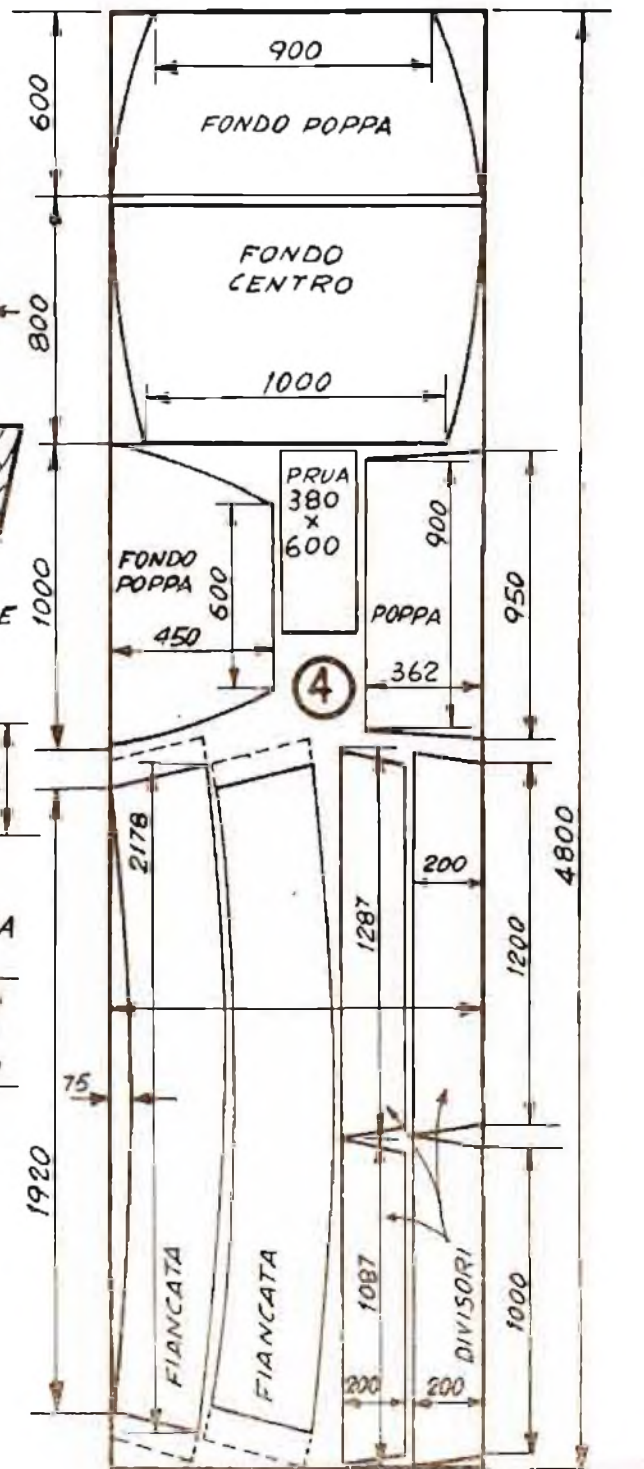 900
600
FONDO POPPA
FONDO
CENTRO
800
1000
PRUA
380
x
600
900
950
1000
FONDO
POPPA
600
POPPA
450
362
4
E
2178
200
4800
1287
1200
A
75
1920
FIANCATA
FIANCATA
1087
DIVISORI
1000
200
200